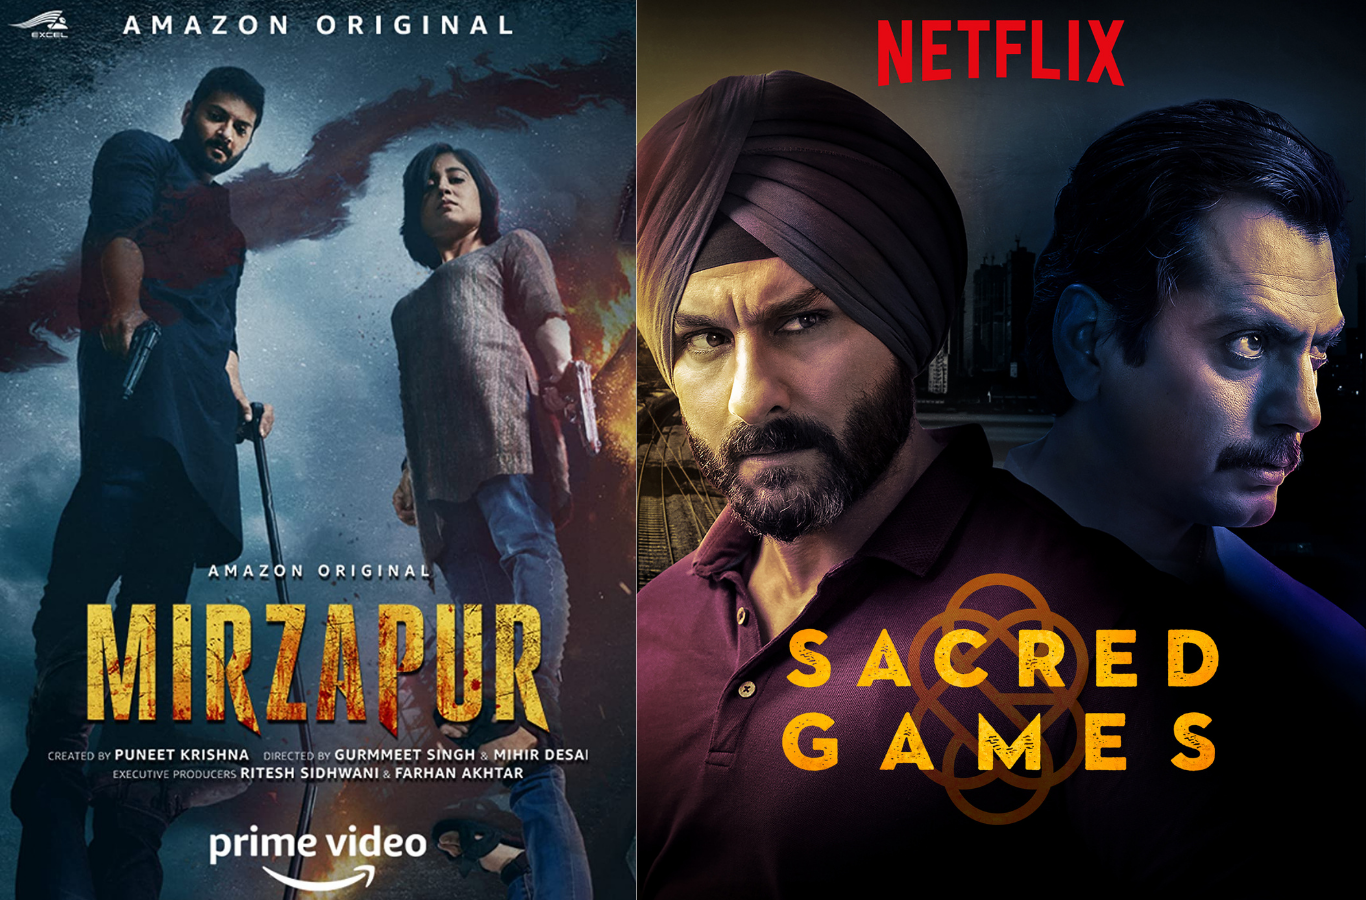 EXCEL
AMAZON ORIGINAL
AMAZON ORIGINAL
MIRZAPUR
CREATED BY PUNEET KRISHNA DIRECTED BY GURMMEET SINGH & MIHIR DESAI
EXECUTIVE PRODUCERS RITESH SIDHWANI & FARHAN AKHTAR
prime video
NETFLIX
SACRED
GAMES